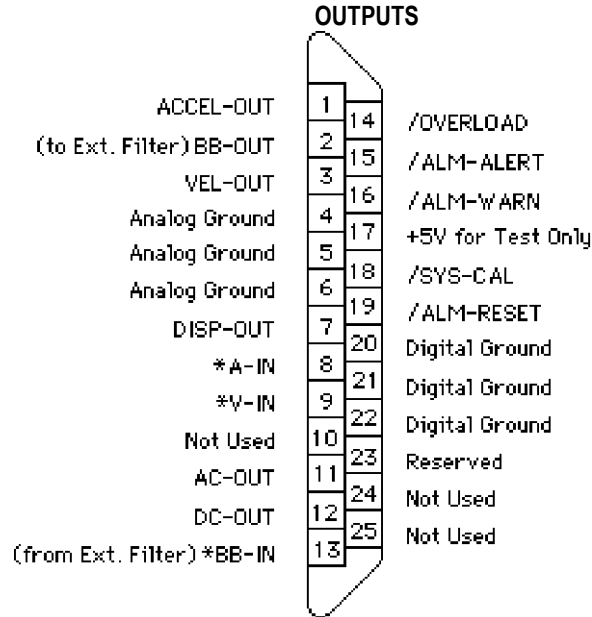 OUTPUTS
ACCEL-OUT 1
14 /OVERLOAD
(to Ext. Filter) BB-OUT 2
15 /ALM-ALERT
VEL-OUT 3
16 /ALM-WARN
Analog Ground 4
17 +5V for Test Only
Analog Ground 5
18 /SYS-CAL
Analog Ground 6
19 /ALM-RESET
DISP-OUT 7
20 Digital Ground
*A-IN 8
21 Digital Ground
*V-IN 9
22 Digital Ground
Not Used 10
23 Reserved
AC-OUT 11
24 Not Used
DC-OUT 12
25 Not Used
(from Ext. Filter) *BB-IN 13